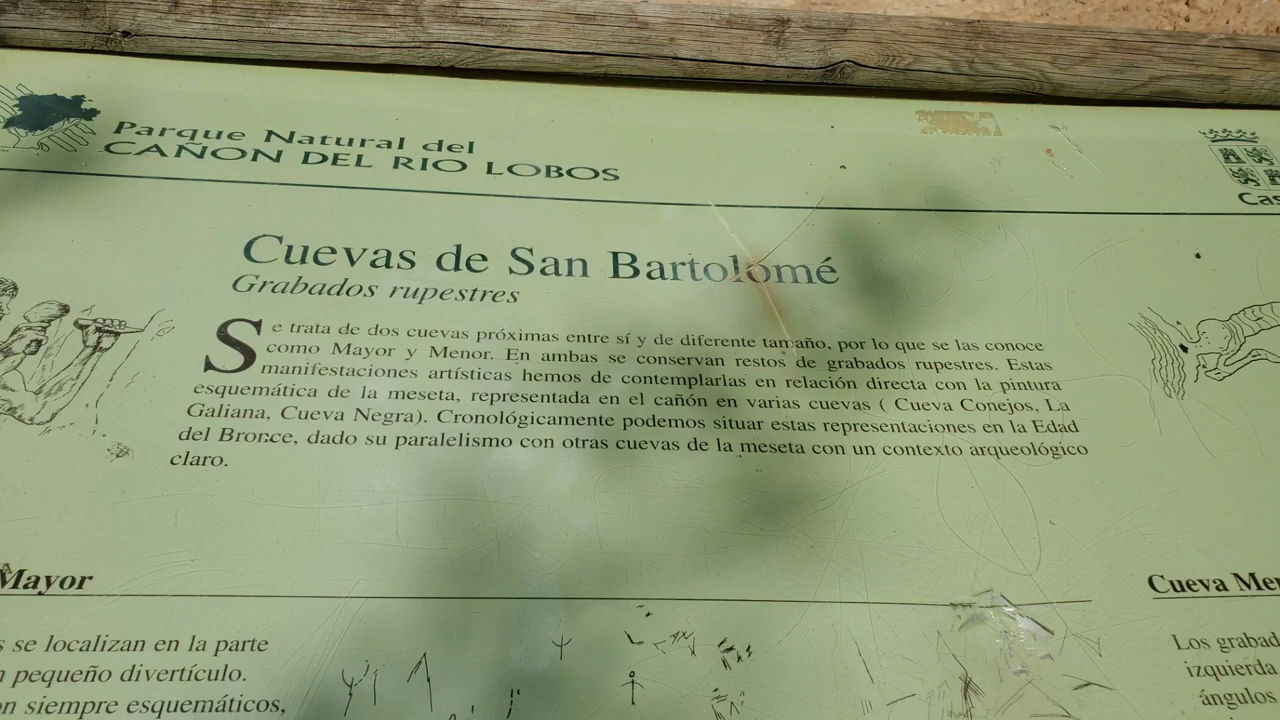 Parque Natural del
CAÑON DEL RIO LOBOS
Cuevas de San Bartolomé
Grabados rupestres
Se trata de dos cuevas próximas entre sí y de diferente tamaño, por lo que se las conoce
como Mayor y Menor. En ambas se conservan restos de grabados rupestres. Estas
manifestaciones artísticas hemos de contemplarlas en relación directa con la pintura
esquemática de la meseta, representada en el cañón en varias cuevas ( Cueva Conejos, La
Galiana, Cueva Negra). Cronológicamente podemos situar estas representaciones en la Edad
del Bronce, dado su paralelismo con otras cuevas de la meseta con un contexto arqueológico
claro.
Mayor
se localizan en la parte
pequeño divertículo.
siempre esquemáticos,
Cueva
Los
izquierda
ángulos